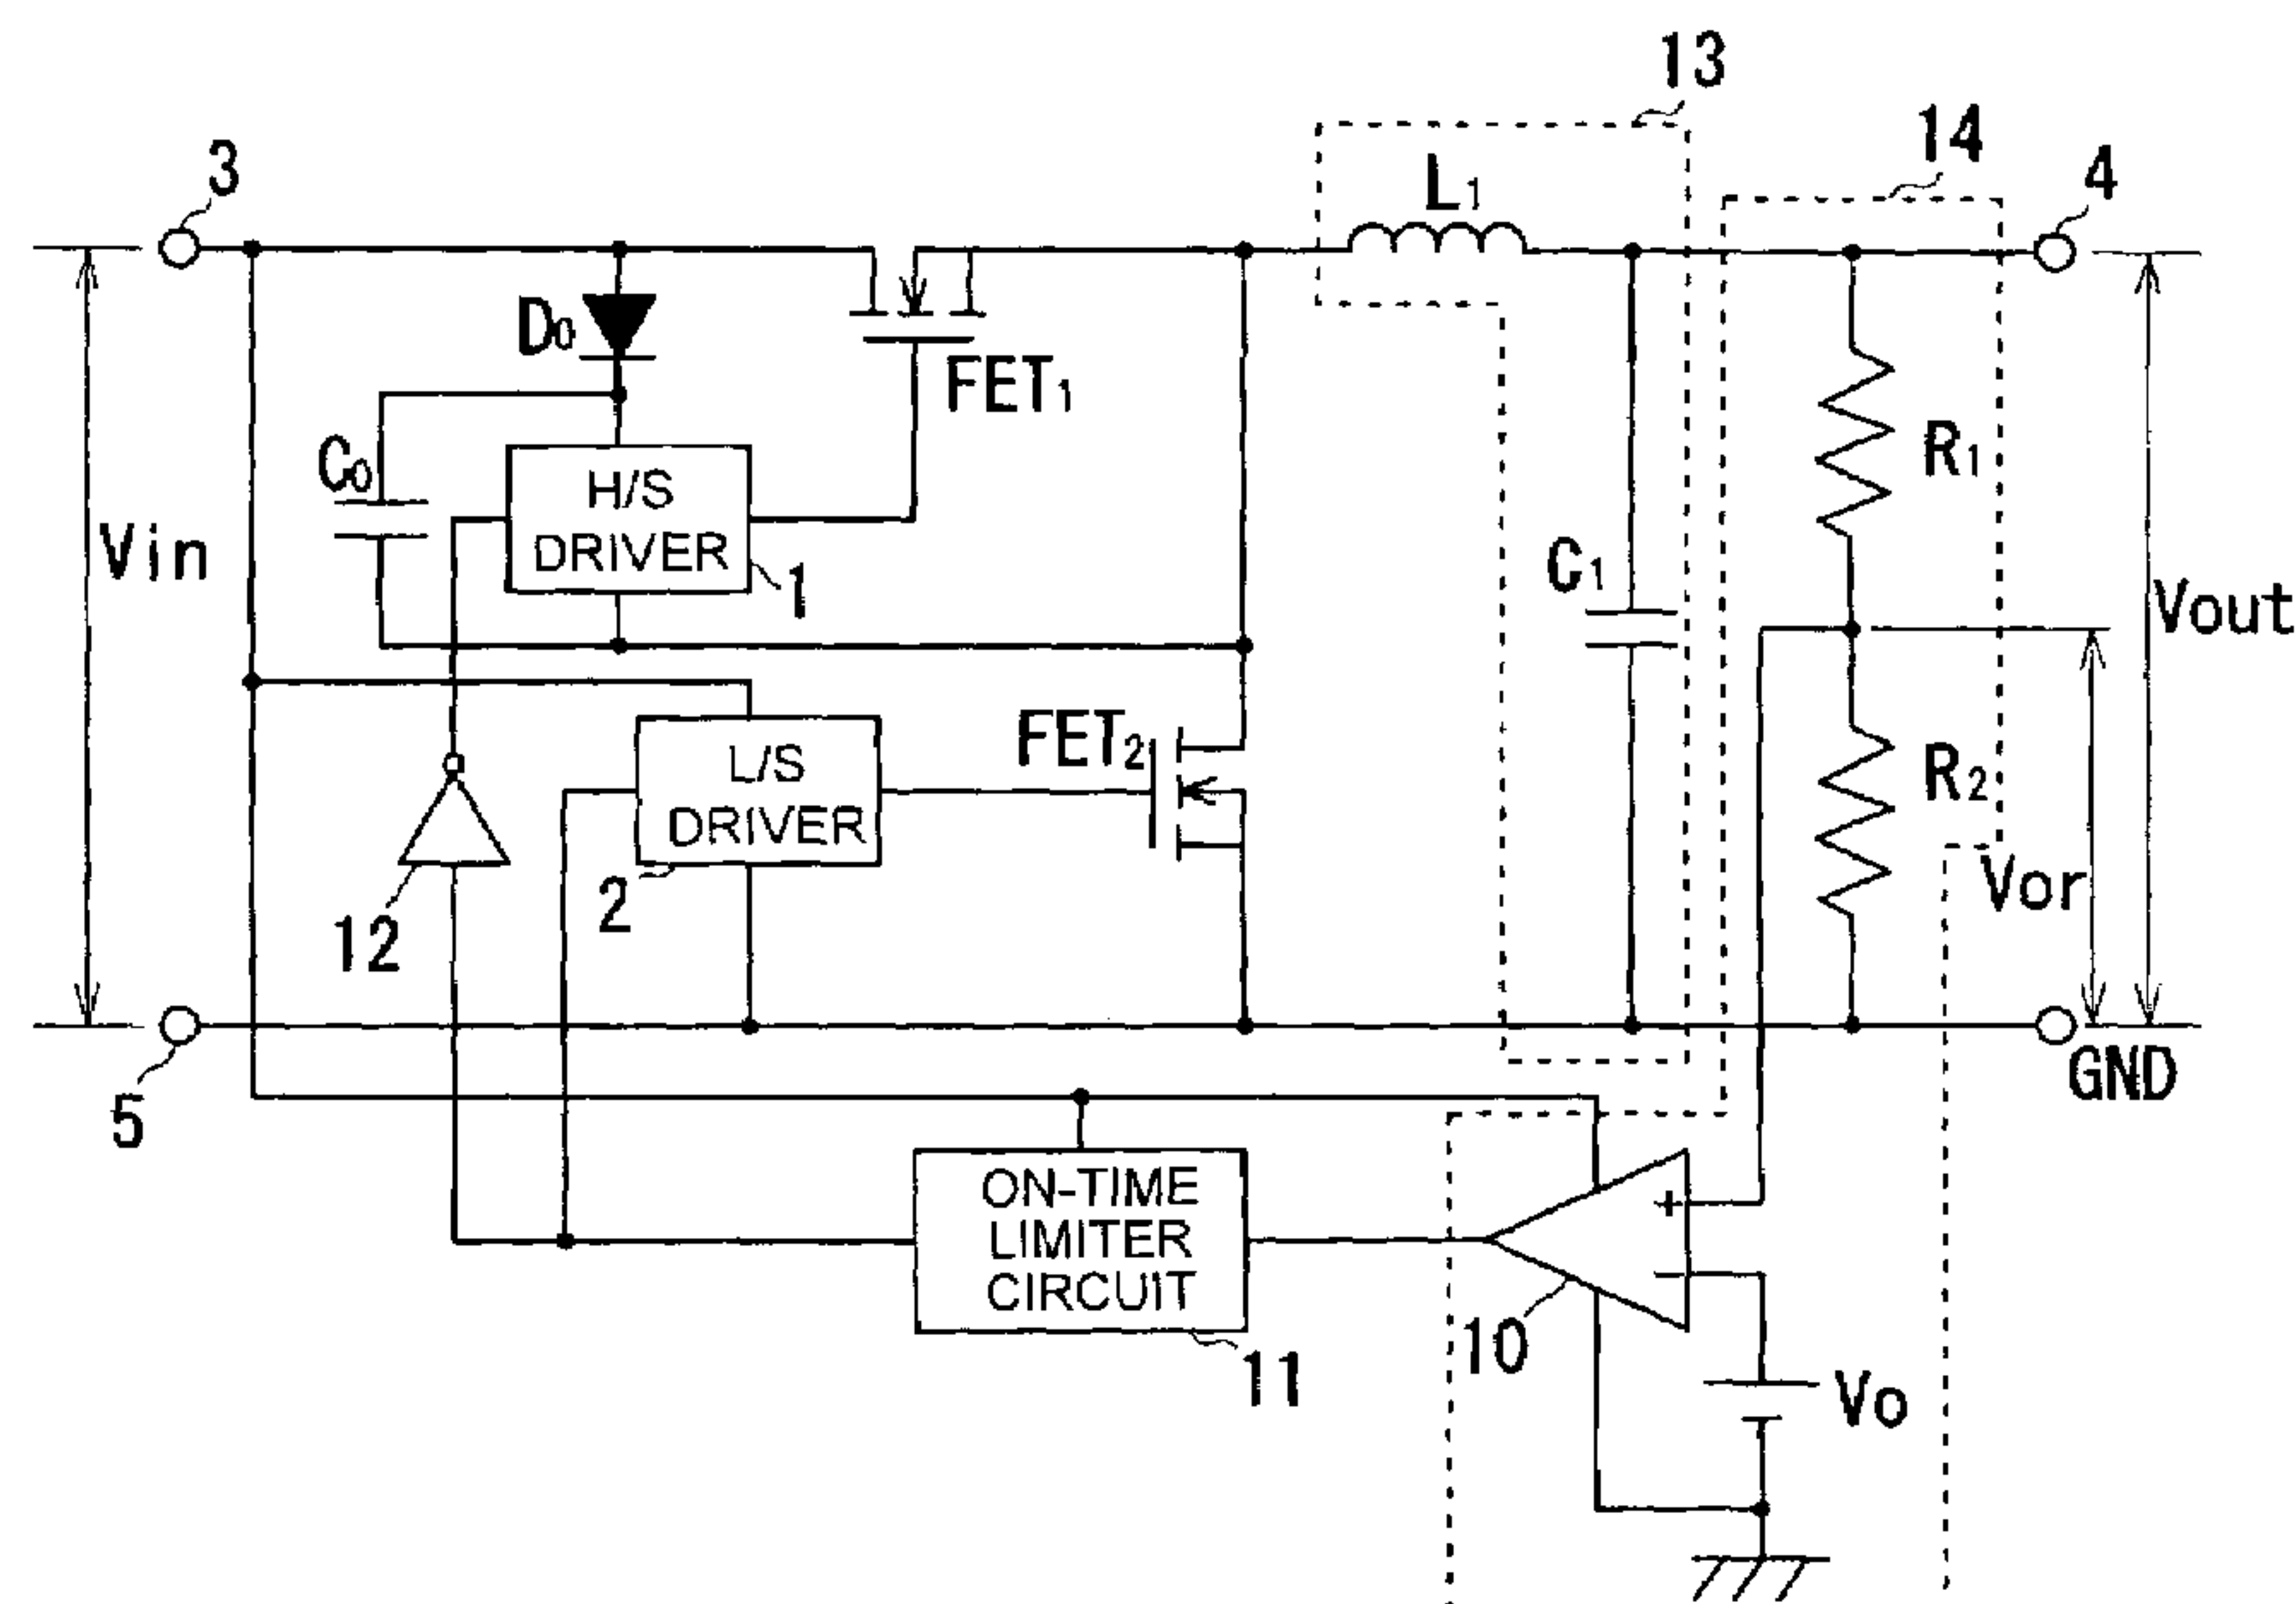 13
14
3
4
L1
D0
FET1
C0
H/S
DRIVER
1
R1
Vin
C1
Vout
FET2
L/S
DRIVER
2
R2
Vor
12
5
GND
ON-TIME
LIMITER
CIRCUIT
11
+
−
10
Vo